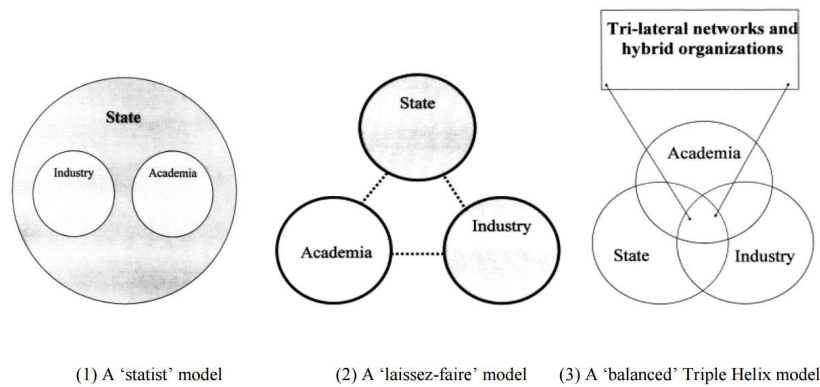 State
Industry
Academia
State
Academia
Industry
Tri-lateral networks and
hybrid organizations
Academia
State
Industry
(1) A ‘statist’ model
(2) A ‘laissez-faire’ model
(3) A ‘balanced’ Triple Helix model